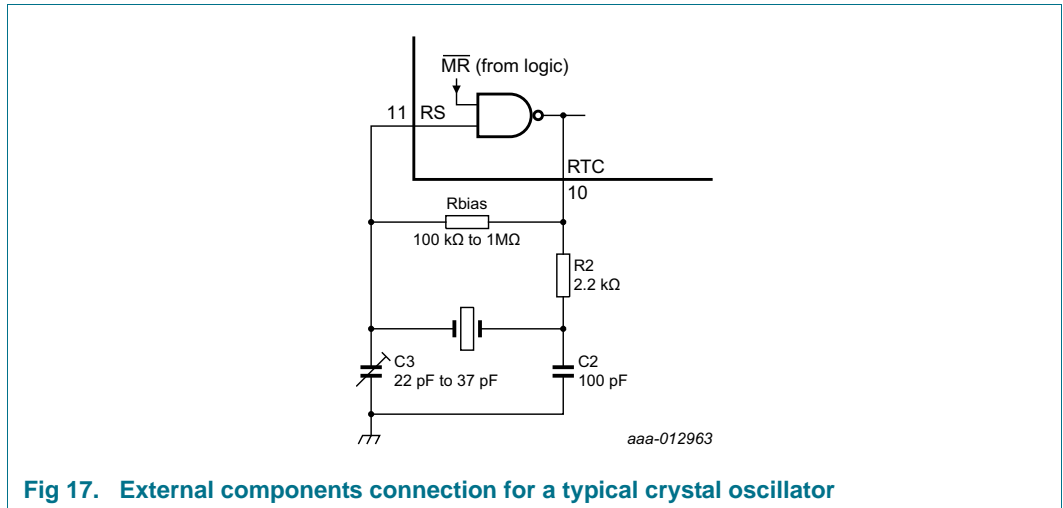 MR (from logic)
11 RS
RTC
10
Rbias
100 kΩ to 1MΩ
R2
2.2 kΩ
C3
22 pF to 37 pF
C2
100 pF
aaa-012963
Fig 17. External components connection for a typical crystal oscillator